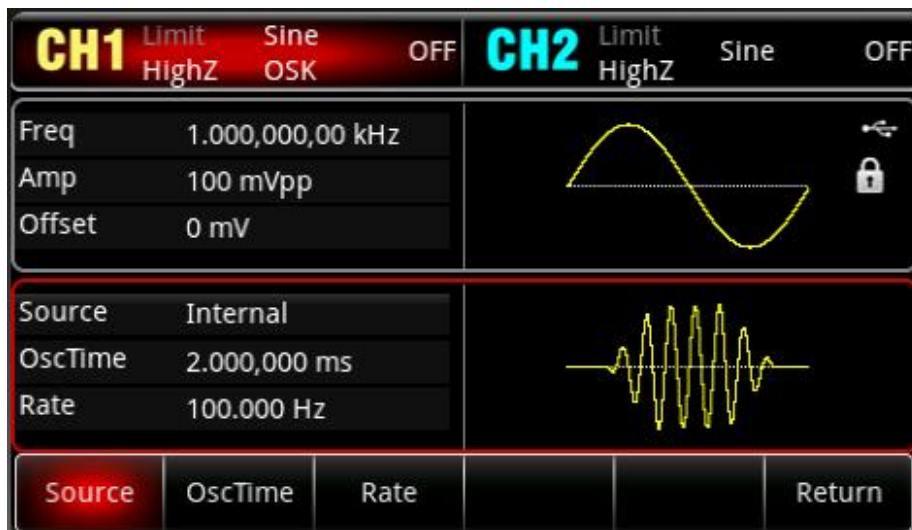 CH1 Limit Sine OFF CH2 Limit Sine OFF
HighZ OSK HighZ
Freq 1.000,000,00 kHz
Amp 100 mVpp
Offset 0 mV
Source Internal
OscTime 2.000,000 ms
Rate 100.000 Hz
Source OscTime Rate Return